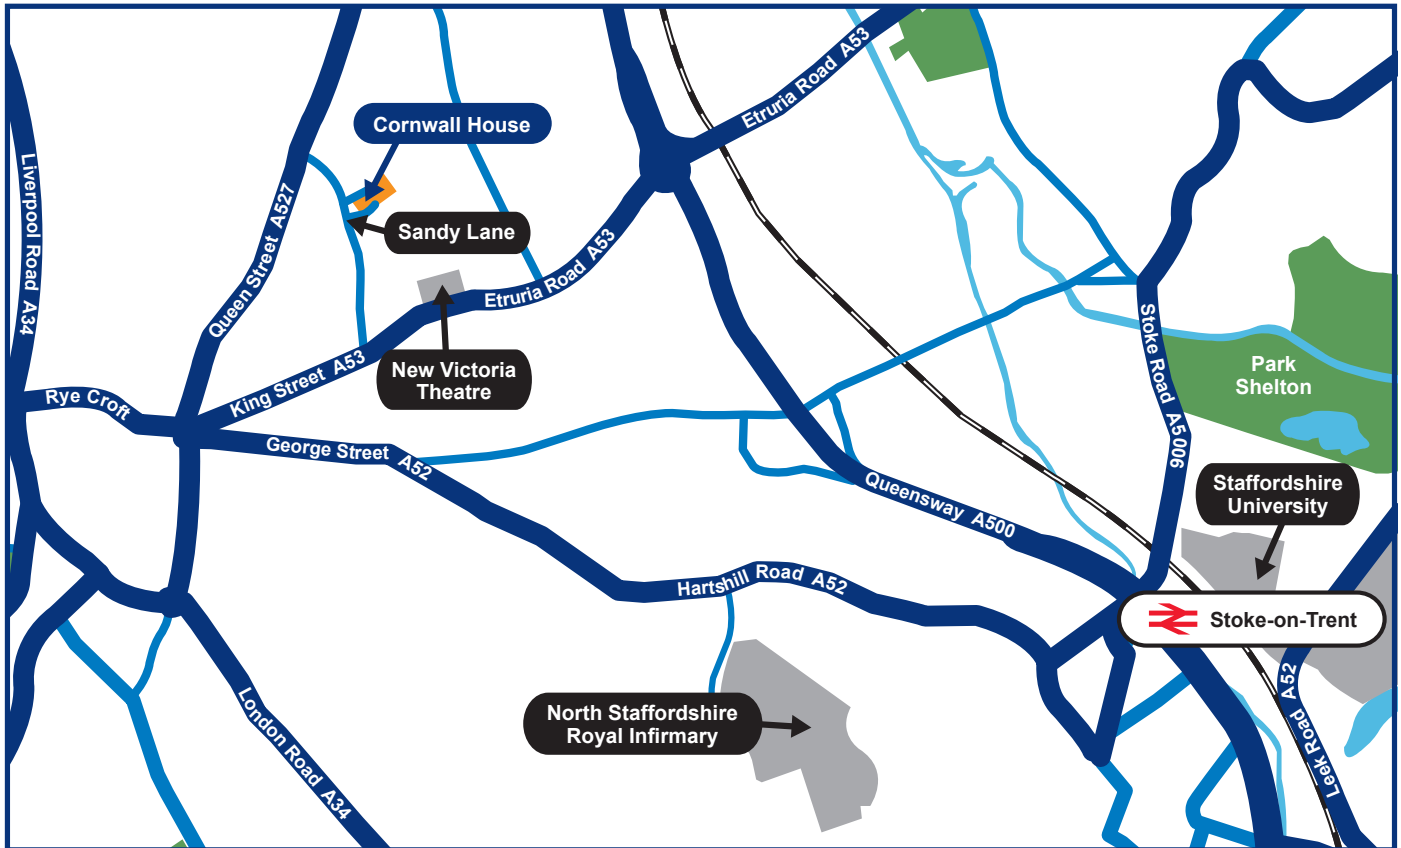 Etruria Road A53
Cornwall House
Liverpool Road A34
Queen Street A527
Sandy Lane
Etruria Road A53
New Victoria
Theatre
King Street A53
Rye Croft
George Street A52
Stoke Road A5006
Park
Shelton
Queensway A500
Staffordshire
University
Hartshill Road A52
Stoke-on-Trent
London Road A34
North Staffordshire
Royal Infirmary
Leek Road A52